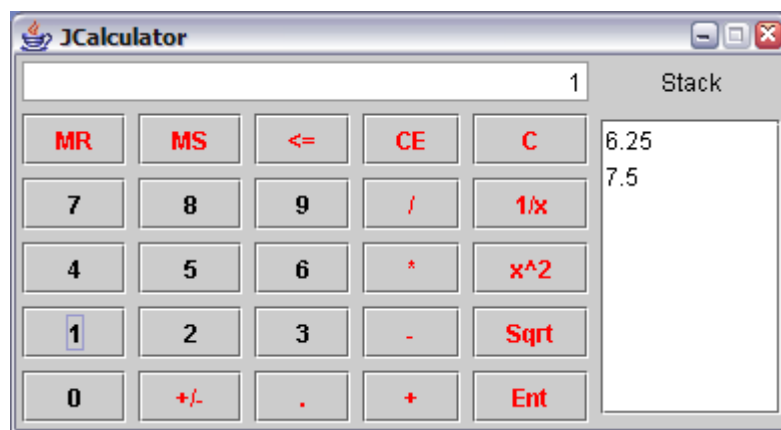 JCalculator
1 Stack
MR MS <= CE C
6.25
7.5
7 8 9 / 1/x
4 5 6 * x^2
1 2 3 - Sqrt
0 +/- . + Ent